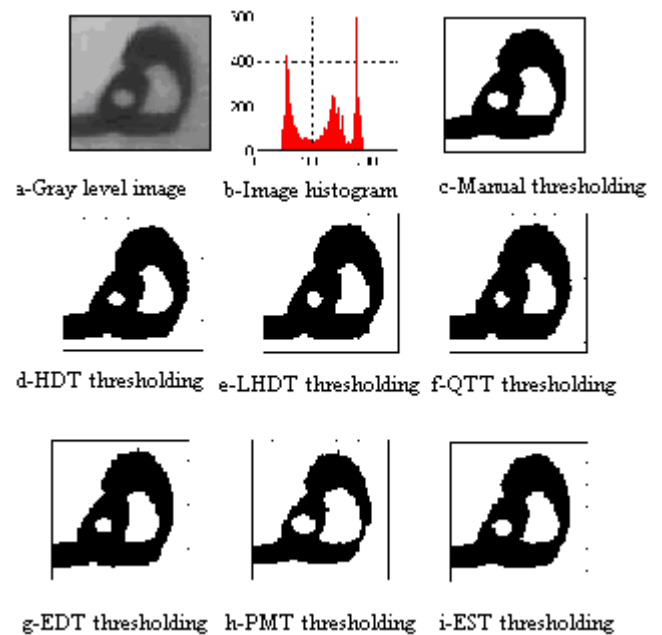 400
200
0
a-Gray level image
b-Image histogram
c-Manual thresholding
d-HDT thresholding
e-LHDT thresholding
f-QTT thresholding
g-EDT thresholding
h-PMT thresholding
i-EST thresholding